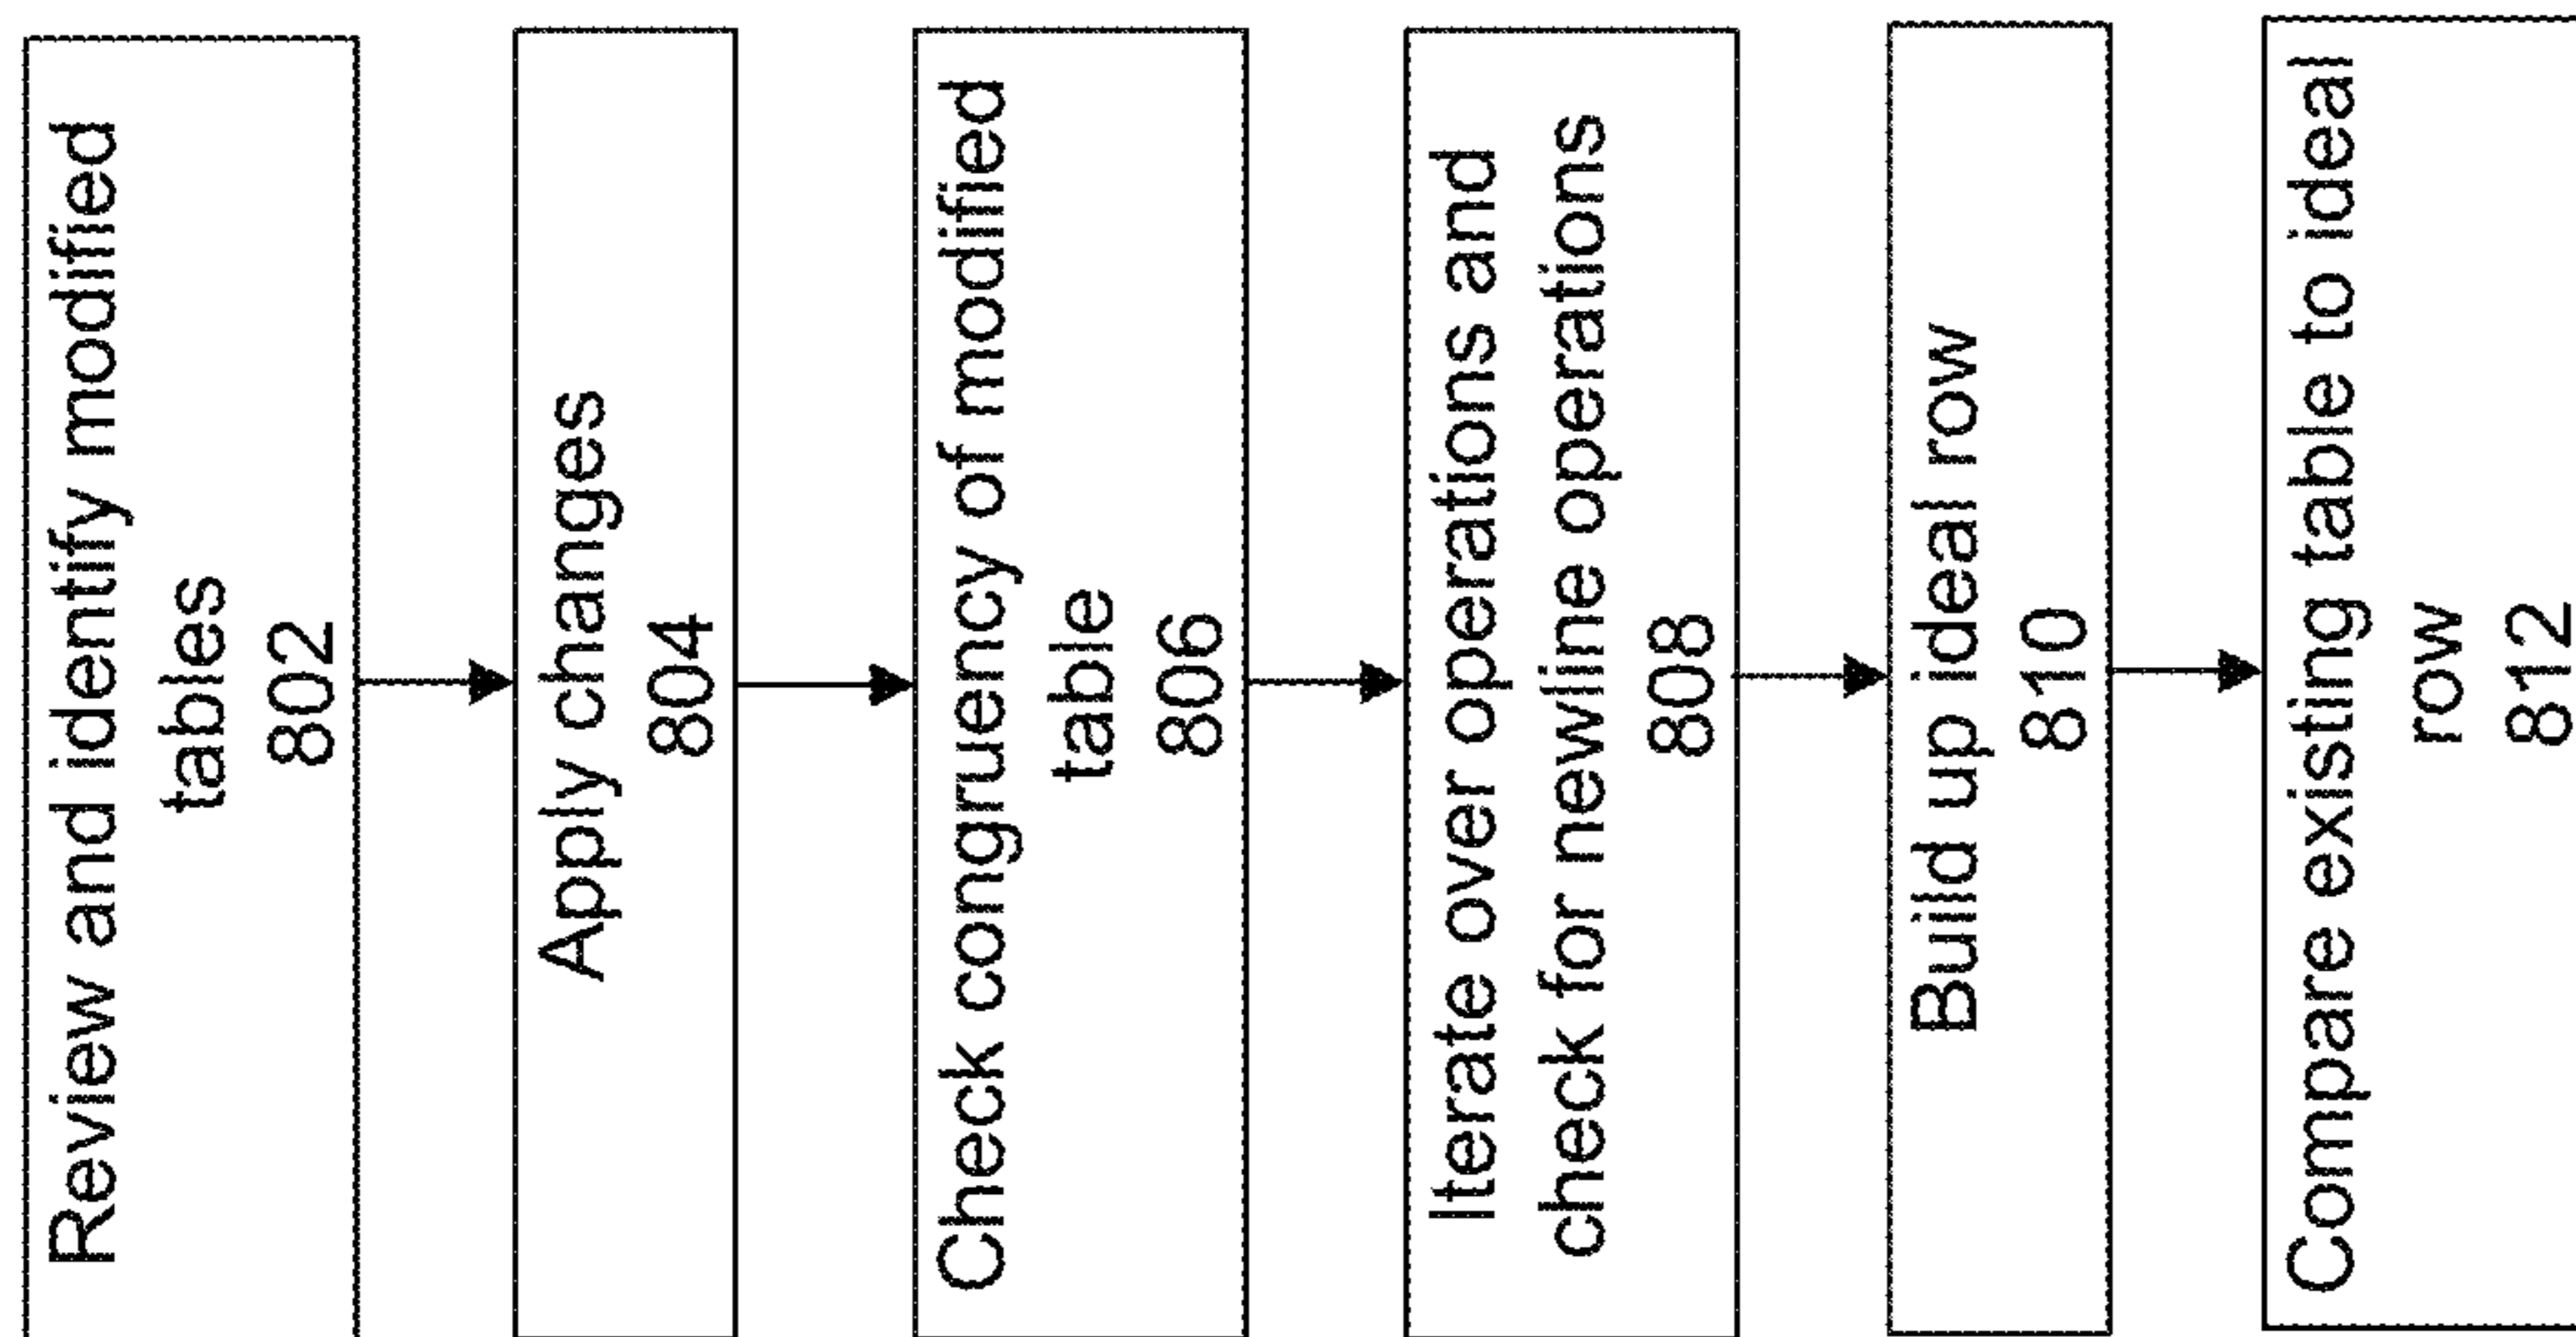 Review and identify modified
tables
802
Apply changes
804
Check congruency of modified
table
806
Iterate over operations and
check for newline operations
808
Build up ideal row
810
Compare existing table to ideal
row
812